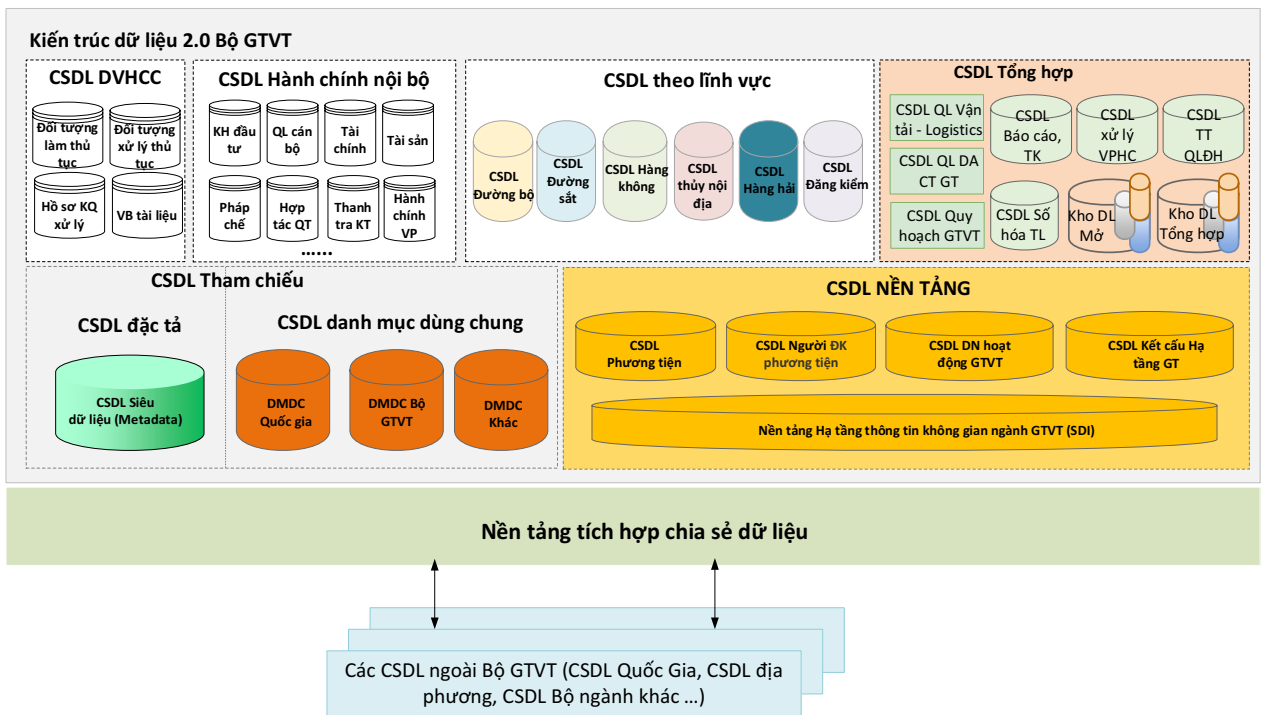 Kiến trúc dữ liệu 2.0 Bộ GTVT
CSDL DVHCC
Đối tượng
làm thủ
tục
Đối tượng
xử lý thủ
tục
Hồ sơ KQ
xử lý
VB tài liệu
CSDL Hành chính nội bộ
KH đầu
tư
QL cán
bộ
Tài
chính
Tài sản
Pháp
chế
Hợp
tác QT
Thanh
tra KT
Hành
chính
VP
......
CSDL theo lĩnh vực
CSDL
Đường bộ
CSDL
Đường
sắt
CSDL Hàng
không
CSDL
thủy nội
địa
CSDL
Hàng hải
CSDL
Đăng kiểm
CSDL Tổng hợp
CSDL QL Vận
tải - Logistics
CSDL QL DA
CT GT
CSDL Quy
hoạch GTVT
CSDL
Báo cáo,
TK
CSDL
xử lý
VPHC
CSDL
TT
QLĐH
CSDL Số
hóa TL
Kho DL
Mở
Kho DL
Tổng hợp
CSDL Tham chiếu
CSDL đặc tả
CSDL Siêu
dữ liệu (Metadata)
CSDL danh mục dùng chung
DMDC
Quốc gia
DMDC Bộ
GTVT
DMDC
Khác
CSDL NỀN TẢNG
CSDL
Phương tiện
CSDL Người ĐK
phương tiện
CSDL DN hoạt
động GTVT
CSDL Kết cấu Hạ
tầng GT
Nền tảng Hạ tầng thông tin không gian ngành GTVT (SDI)
Nền tảng tích hợp chia sẻ dữ liệu
Các CSDL ngoài Bộ GTVT (CSDL Quốc Gia, CSDL địa
phương, CSDL Bộ ngành khác ...)